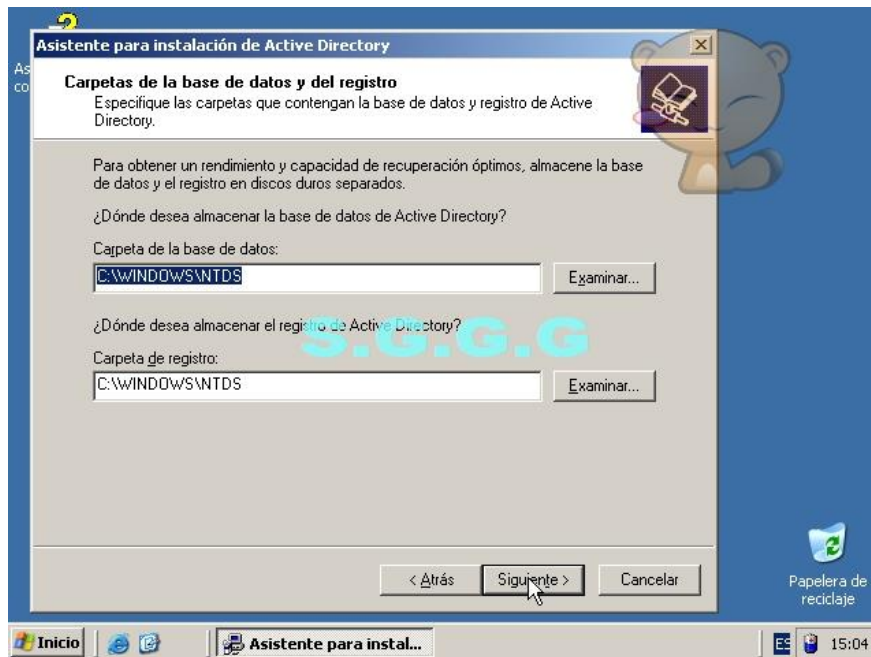 Asistente para instalación de Active Directory
As
co
Carpetas de la base de datos y del registro
Especifique las carpetas que contengan la base de datos y registro de Active
Directory.
Para obtener un rendimiento y capacidad de recuperación óptimos, almacene la base
de datos y el registro en discos duros separados.
¿Dónde desea almacenar la base de datos de Active Directory?
Carpeta de la base de datos:
C:\WINDOWS\NTDS
Examinar...
¿Dónde desea almacenar el registro de Active Directory?
S.G.G.G
Carpeta de registro:
C:\WINDOWS\NTDS
Examinar...
< Atrás
Siguiente >
Cancelar
Papelera de
reciclaje
Inicio
Asistente para instal...
ES
15:04